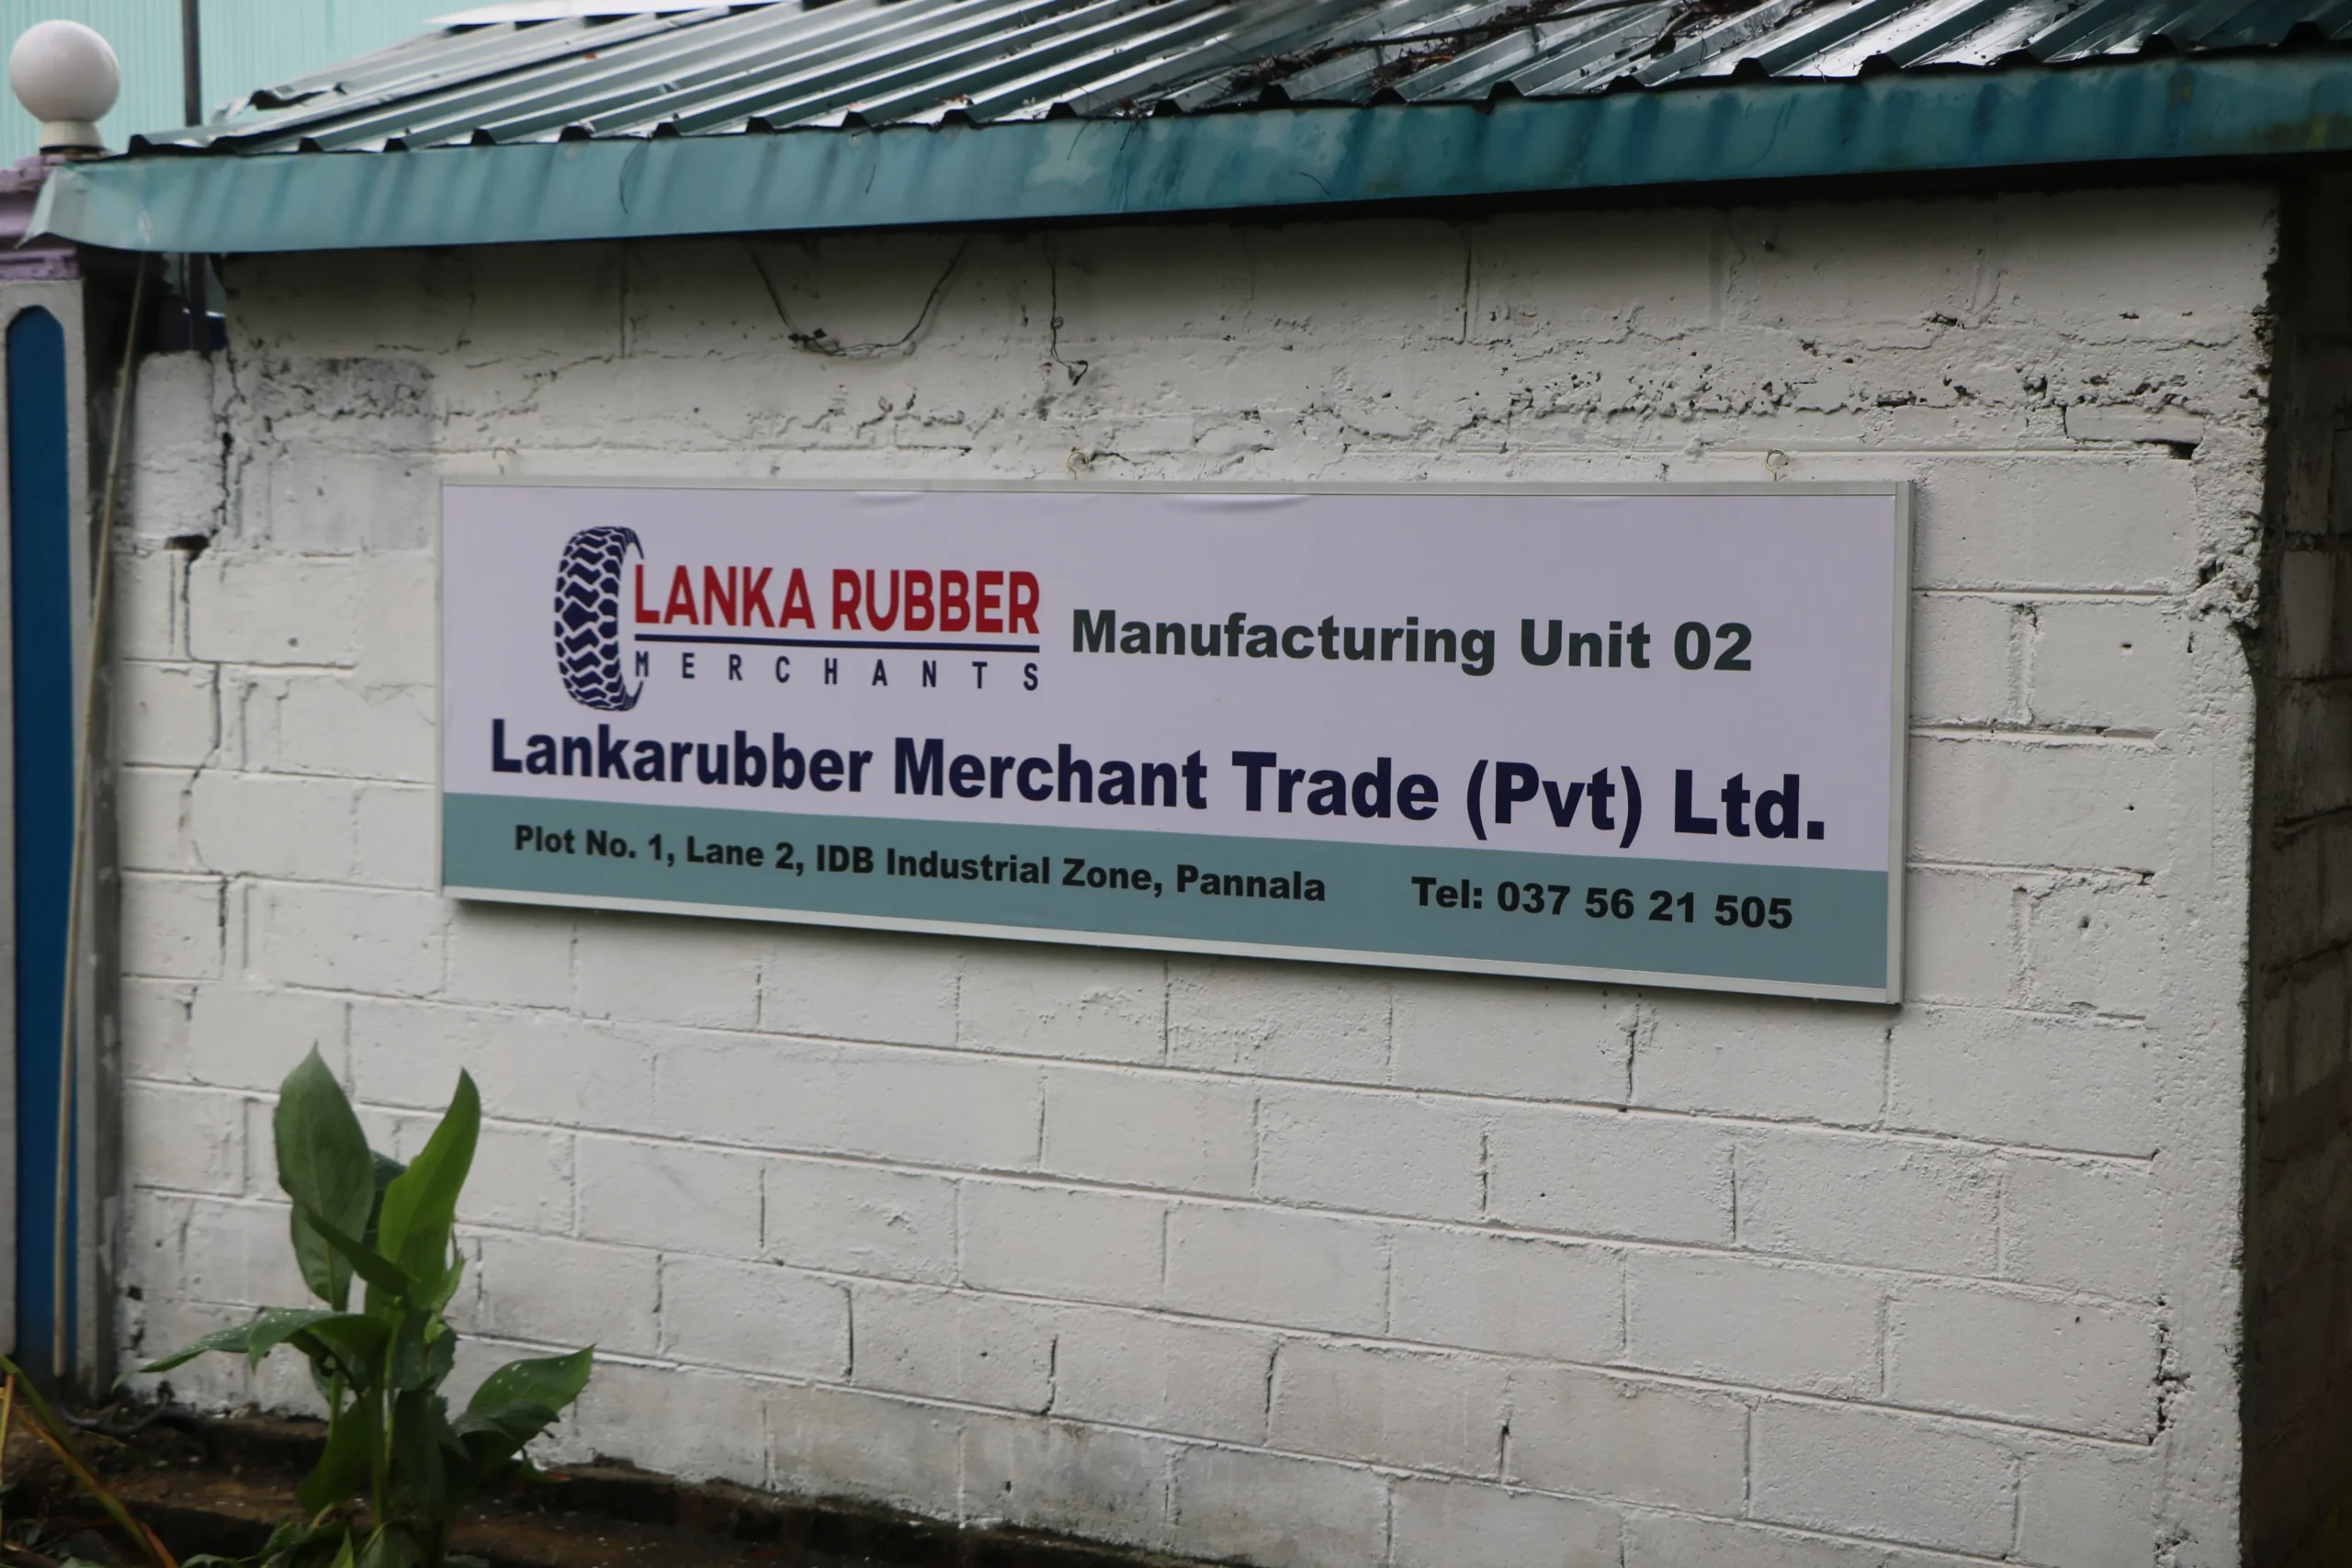 LANKA RUBBER
MERCHANTS
Manufacturing Unit 02
Lankarubber Merchant Trade (Pvt) Ltd.
Plot No. 1, Lane 2, IDB Industrial Zone, Pannala
Tel: 037 56 21 505